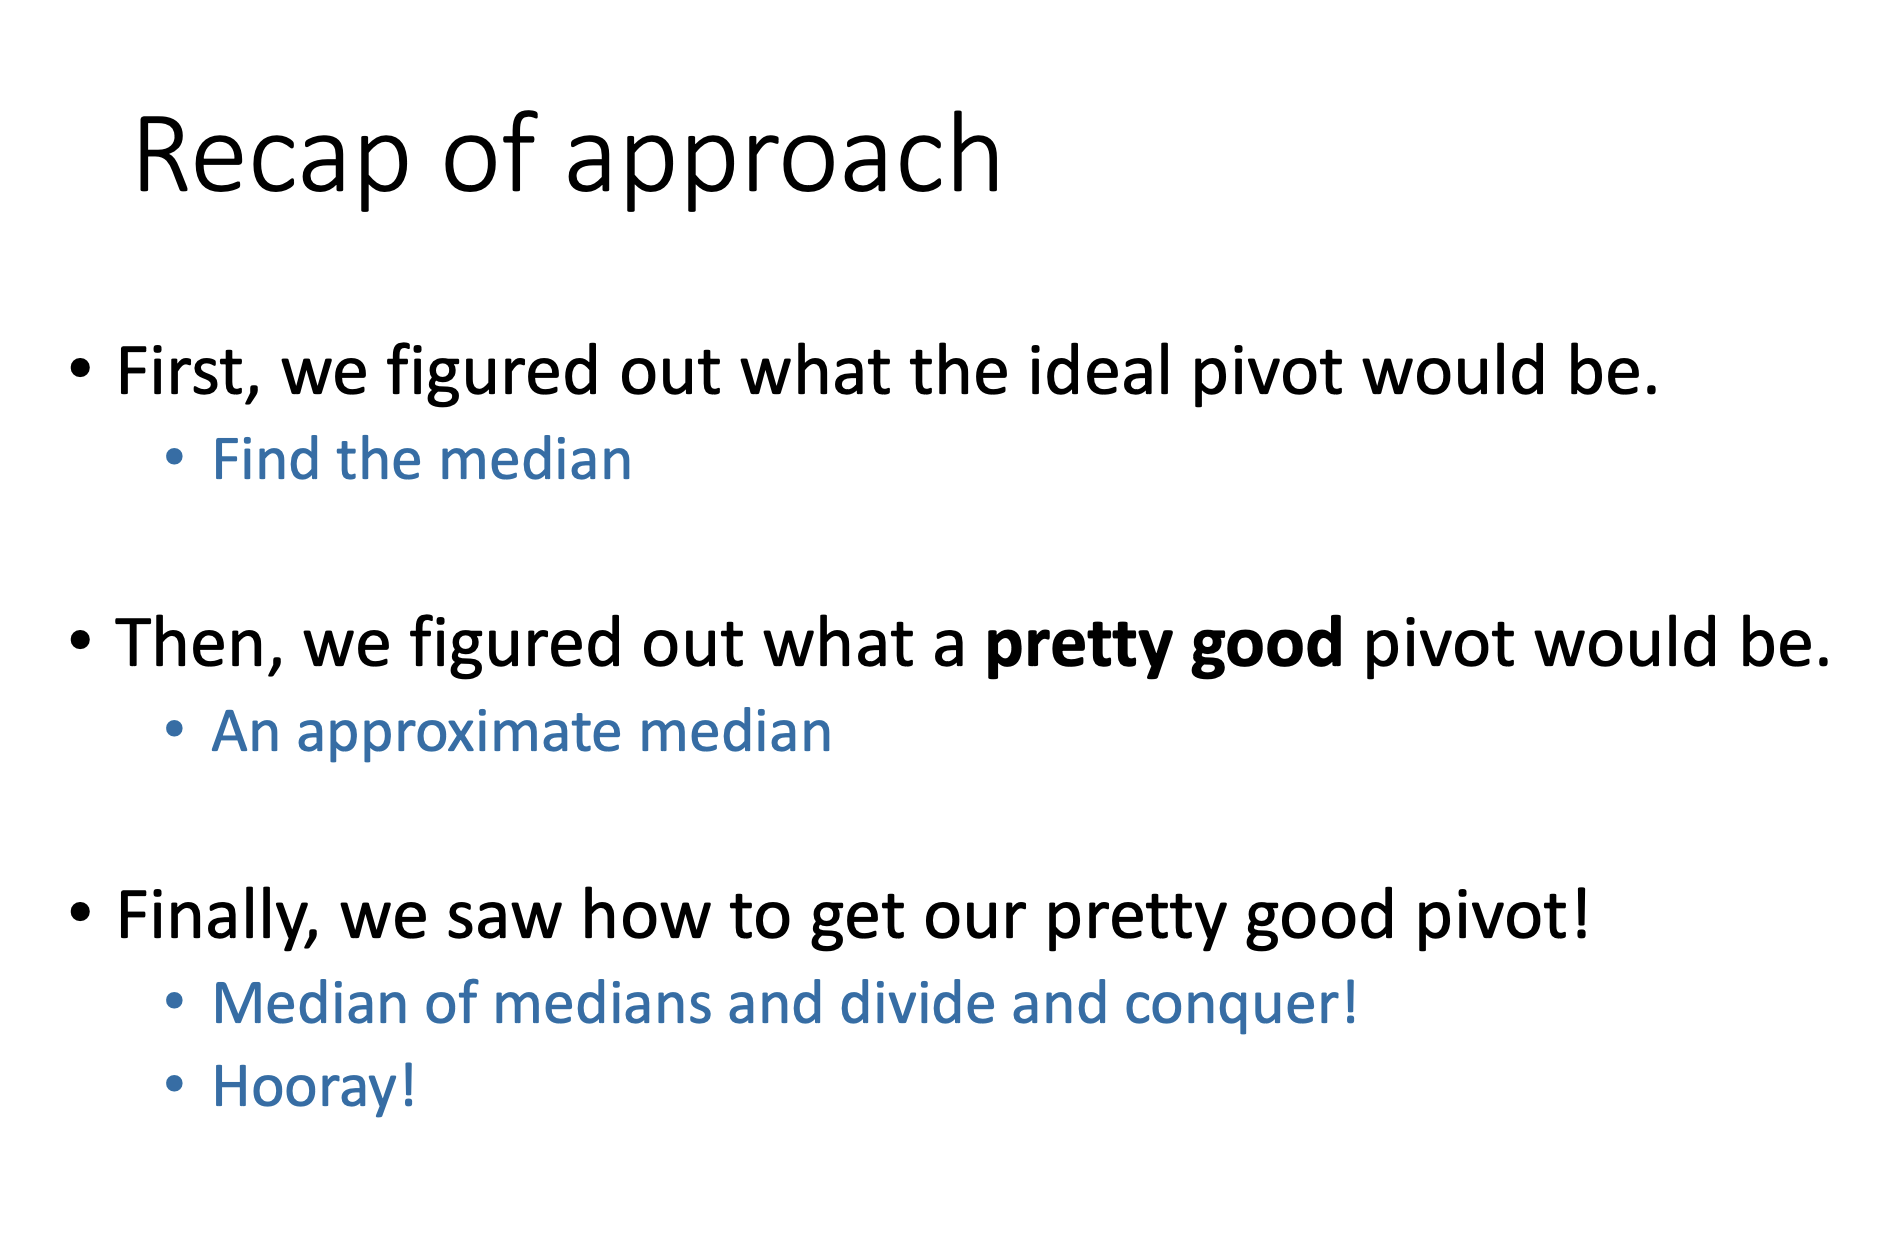 Recap of approach
• First, we figured out what the ideal pivot would be.
• Find the median
• Then, we figured out what a pretty good pivot would be.
• An approximate median
• Finally, we saw how to get our pretty good pivot!
• Median of medians and divide and conquer!
• Hooray!